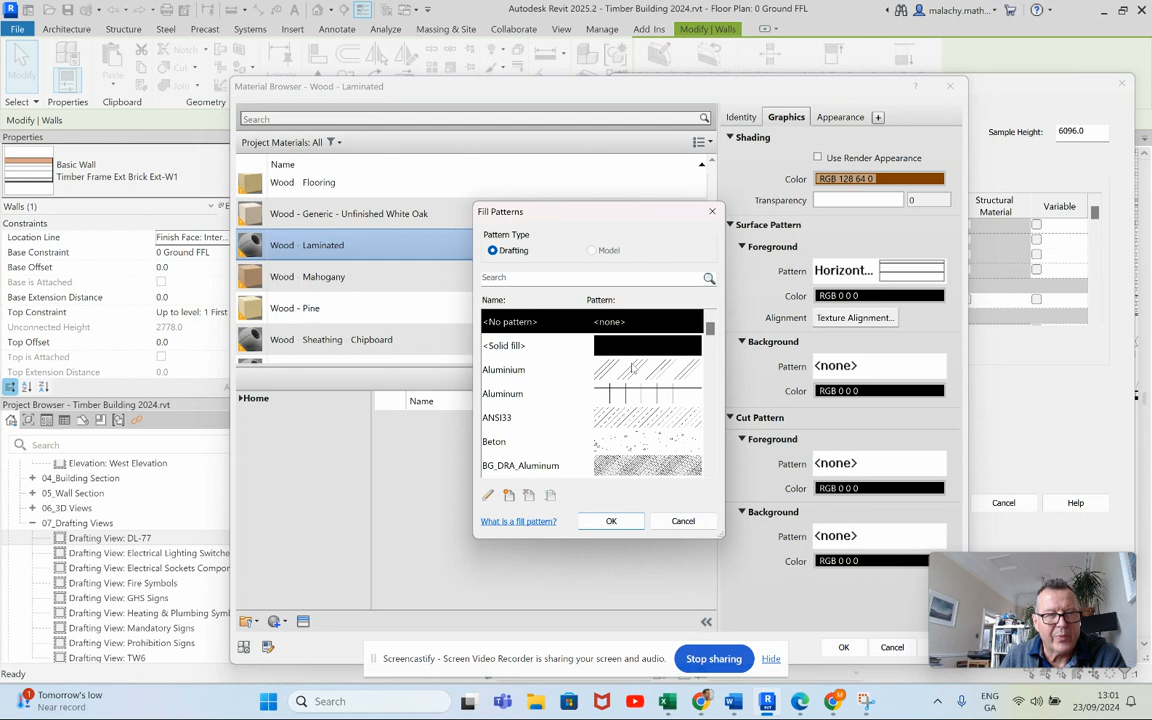 Autodesk Revit 2025.2 - Timber Building 2024.rvt - Floor Plan: 0 Ground FFL
malachy.math...
File Architecture Structure Steel Precast Systems Insert Annotate Analyze Massing & Site Collaborate View Manage Add Ins Modify | Walls
Modify
Paste
Cope
Cut
Join
Notch
Select Properties Clipboard Geometry
Modify | Walls
Properties
Basic Wall
Timber Frame Ext Brick Ext-W1
Walls (1)
Edit Type
Constraints
Location Line Finish Face: Inter...
Base Constraint 0 Ground FFL
Base Offset 0.0
Base is Attached
Base Extension Distance 0.0
Top Constraint Up to level: 1 First
Unconnected Height 2778.0
Top Offset 0.0
Top is Attached
Top Extension Distance 0.0
Project Browser - Timber Building 2024.rvt
Search
Elevation: West Elevation
04_Building Section
05_Wall Section
06_3D Views
07_Drafting Views
Drafting View: DL-77
Drafting View: Electrical Lighting Switches
Drafting View: Electrical Sockets Compo
Drafting View: Fire Symbols
Drafting View: GHS Signs
Drafting View: Heating & Plumbing Symb
Drafting View: Mandatory Signs
Drafting View: Prohibition Signs
Drafting View: TW6
Ready
Material Browser - Wood - Laminated
?
Search
Project Materials: All
Name
Wood Flooring
Wood - Generic - Unfinished White Oak
Wood - Laminated
Wood - Mahogany
Wood - Pine
Wood - Sheathing - Chipboard
Home
Name
Identity Graphics Appearance
Shading
Use Render Appearance
Color RGB 128 64 0
Transparency 0
Surface Pattern
Foreground
Pattern Horizont...
Color RGB 0 0 0
Alignment Texture Alignment...
Background
Pattern <none>
Color RGB 0 0 0
Cut Pattern
Foreground
Pattern <none>
Color RGB 0 0 0
Background
Pattern <none>
Color RGB 0 0 0
OK Cancel
Fill Patterns
Pattern Type
Drafting Model
Search
Name: Pattern:
<No pattern> <none>
<Solid fill>
Aluminium
Aluminum
ANSI33
Beton
BG_DRA_Aluminum
What is a fill pattern? OK Cancel
Sample Height: 6096.0
Structural Material Variable
Cancel Help
Screencastify - Screen Video Recorder is sharing your screen and audio. Stop sharing Hide
1
Tomorrow's low
Near record
Search
ENG
GA
13:01
23/09/2024